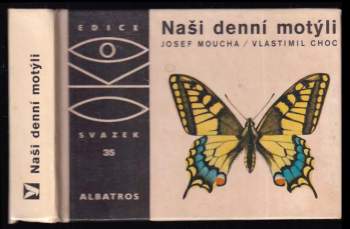 Naši denní motýli
EDICE
SVAZEK
35
ALBATROS
Naši denní motýli
JOSEF MOUCHA / VLASTIMIL CHOC